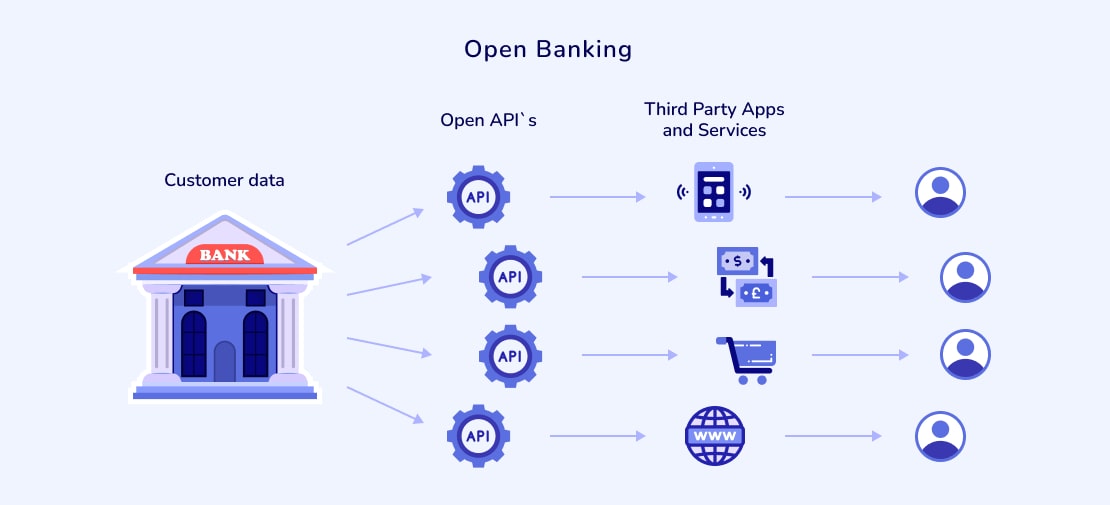 Open Banking
Open API`s
Third Party Apps
and Services
Customer data
BANK
API
API
$
£
API
API
WWW